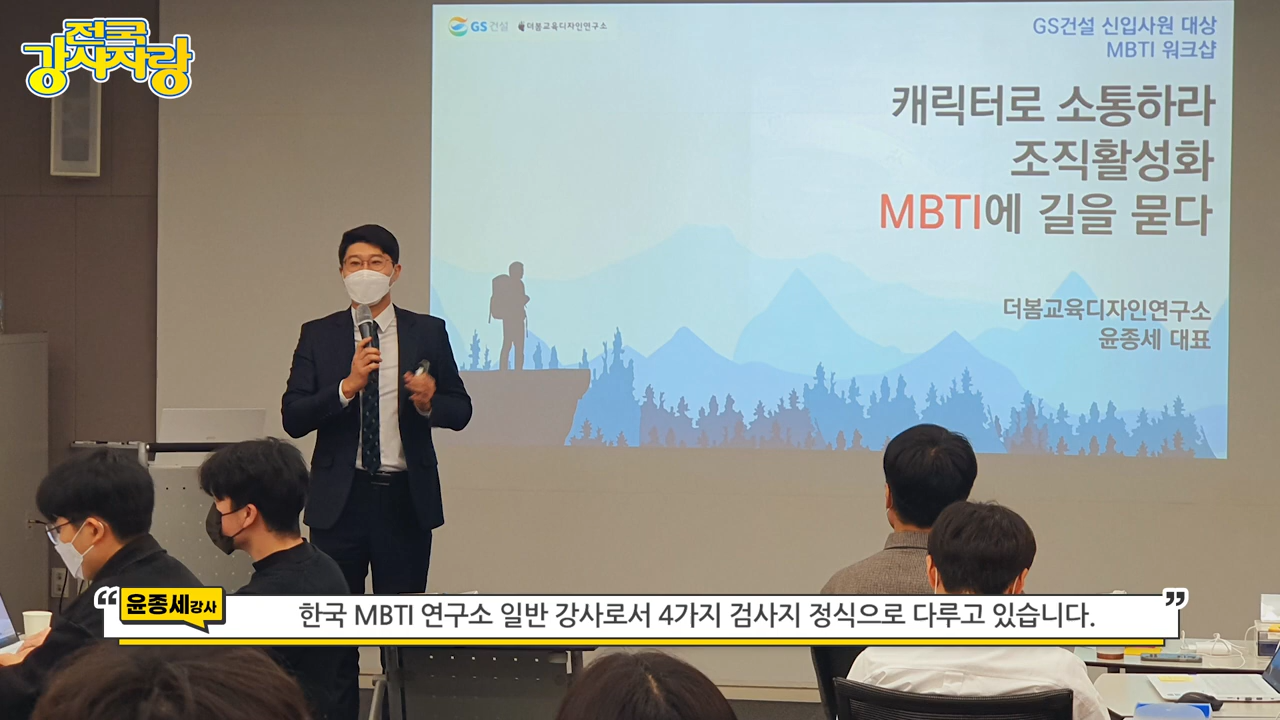 전국
강사자랑
GS건설
더봄교육디자인연구소
GS건설 신입사원 대상
MBTI 워크샵
캐릭터로 소통하라
조직활성화
MBTI에 길을 묻다
더봄교육디자인연구소
윤종세 대표
“ 윤종세강사
한국 MBTI 연구소 일반 강사로서 4가지 검사지 정식으로 다루고 있습니다. ”